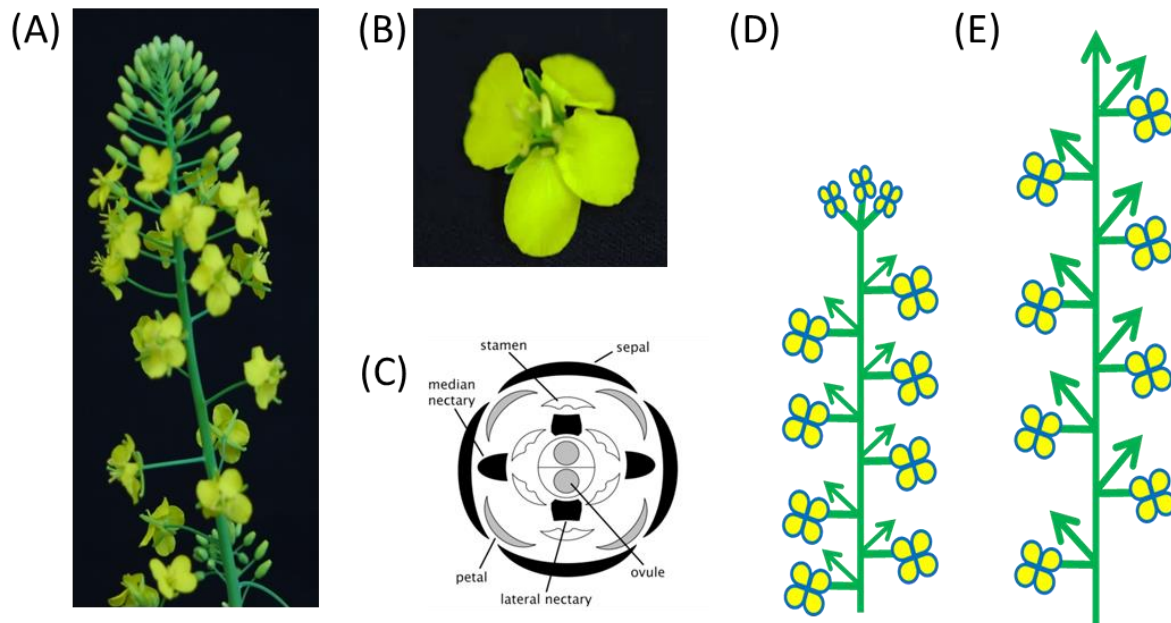 (A)
(B)
(C)
stamen
sepal
median
nectary
petal
ovule
lateral nectary
(D)
(E)